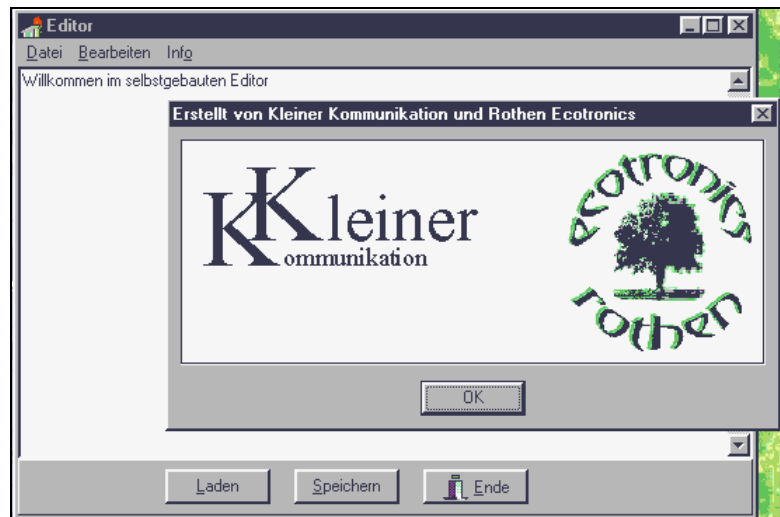 Editor
Datei Bearbeiten Info
Willkommen im selbstgebauten Editor
Erstellt von Kleiner Kommunikation und Rothen Ecotronics
KKleiner
ommunikation
ecotronics
rothen
OK
Laden Speichern Ende